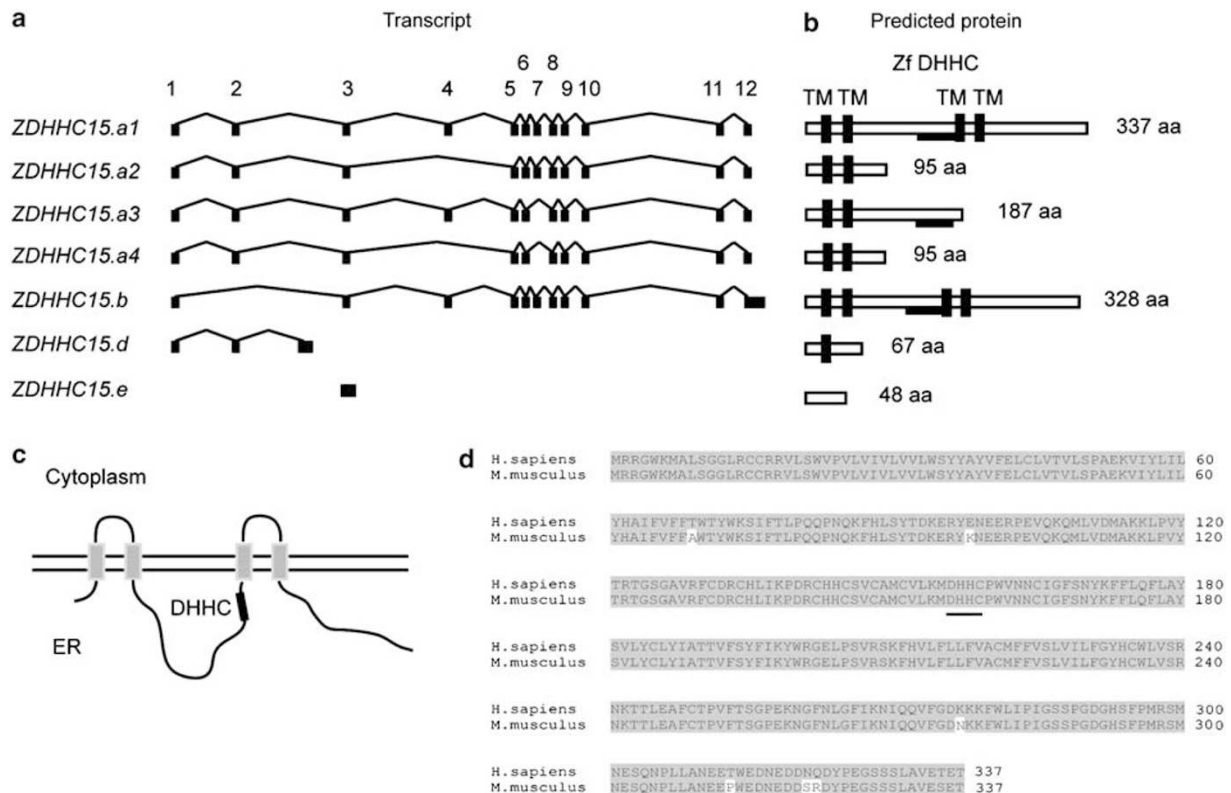 a Transcript
b Predicted protein
6 8
Zf DHHC
1 2 3 4 5 7 9 10 11 12
TM TM TM TM
ZDHHC15.a1 337 aa
ZDHHC15.a2 95 aa
ZDHHC15.a3 187 aa
ZDHHC15.a4 95 aa
ZDHHC15.b 328 aa
ZDHHC15.d 67 aa
ZDHHC15.e 48 aa
c
Cytoplasm
DHHC
ER
d
H.sapiens MRRGWKMALSGGLRCCRRVLSWVPVLVIVLVVLWSYYAYVFELCLVTVLSPAEKVIYLIL 60
M.musculus MRRGWKMALSGGLRCCRRVLSWVPVLVIVLVVLWSYYAYVFELCLVTVLSPAEKVIYLIL 60
H.sapiens YHAIFVFFTWTYWKSIFTLPQQPNQKFHLSYTDKERYENEERPEVQKQMLVDMAKKLPVY 120
M.musculus YHAIFVFFAWTYWKSIFTLPQQPNQKFHLSYTDKERYKNEERPEVQKQMLVDMAKKLPVY 120
H.sapiens TRTGSGAVRFCDRCHLIKPDRCHHCSVCAMCVLKMDHHCPWVNNCIGFSNYKFFLQFLAY 180
M.musculus TRTGSGAVRFCDRCHLIKPDRCHHCSVCAMCVLKMDHHCPWVNNCIGFSNYKFFLQFLAY 180
H.sapiens SVLYCLYIATTVFSYFIKYWRGELPSVRSKFHVLFLLFVACMFFVSLVILFGYHCWLVSR 240
M.musculus SVLYCLYIATTVFSYFIKYWRGELPSVRSKFHVLFLLFVACMFFVSLVILFGYHCWLVSR 240
H.sapiens NKTTLEAFCTPVFTSGPEKNGFNLGFIKNIQQVFGDKKKFWLIPIGSSPGDGHSFPMRSM 300
M.musculus NKTTLEAFCTPVFTSGPEKNGFNLGFIKNIQQVFGDNKKFWLIPIGSSPGDGHSFPMRSM 300
H.sapiens NESQNPLLANEETWEDNEDDNQDYPEGSSSLAVETET 337
M.musculus NESQNPLLANEEPWEDNEDDSRDYPEGSSSLAVETET 337